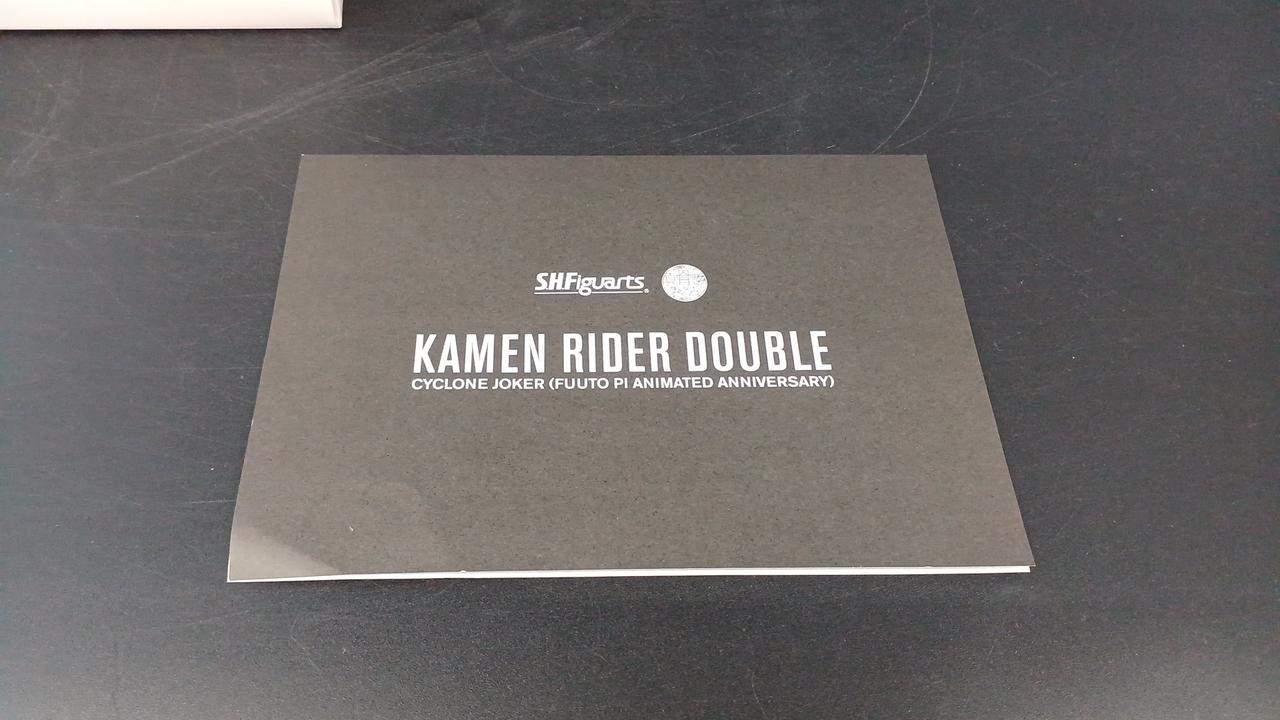 S.H.Figuarts
KAMEN RIDER DOUBLE
CYCLONE JOKER (FUUTO PI ANIMATED ANNIVERSARY)